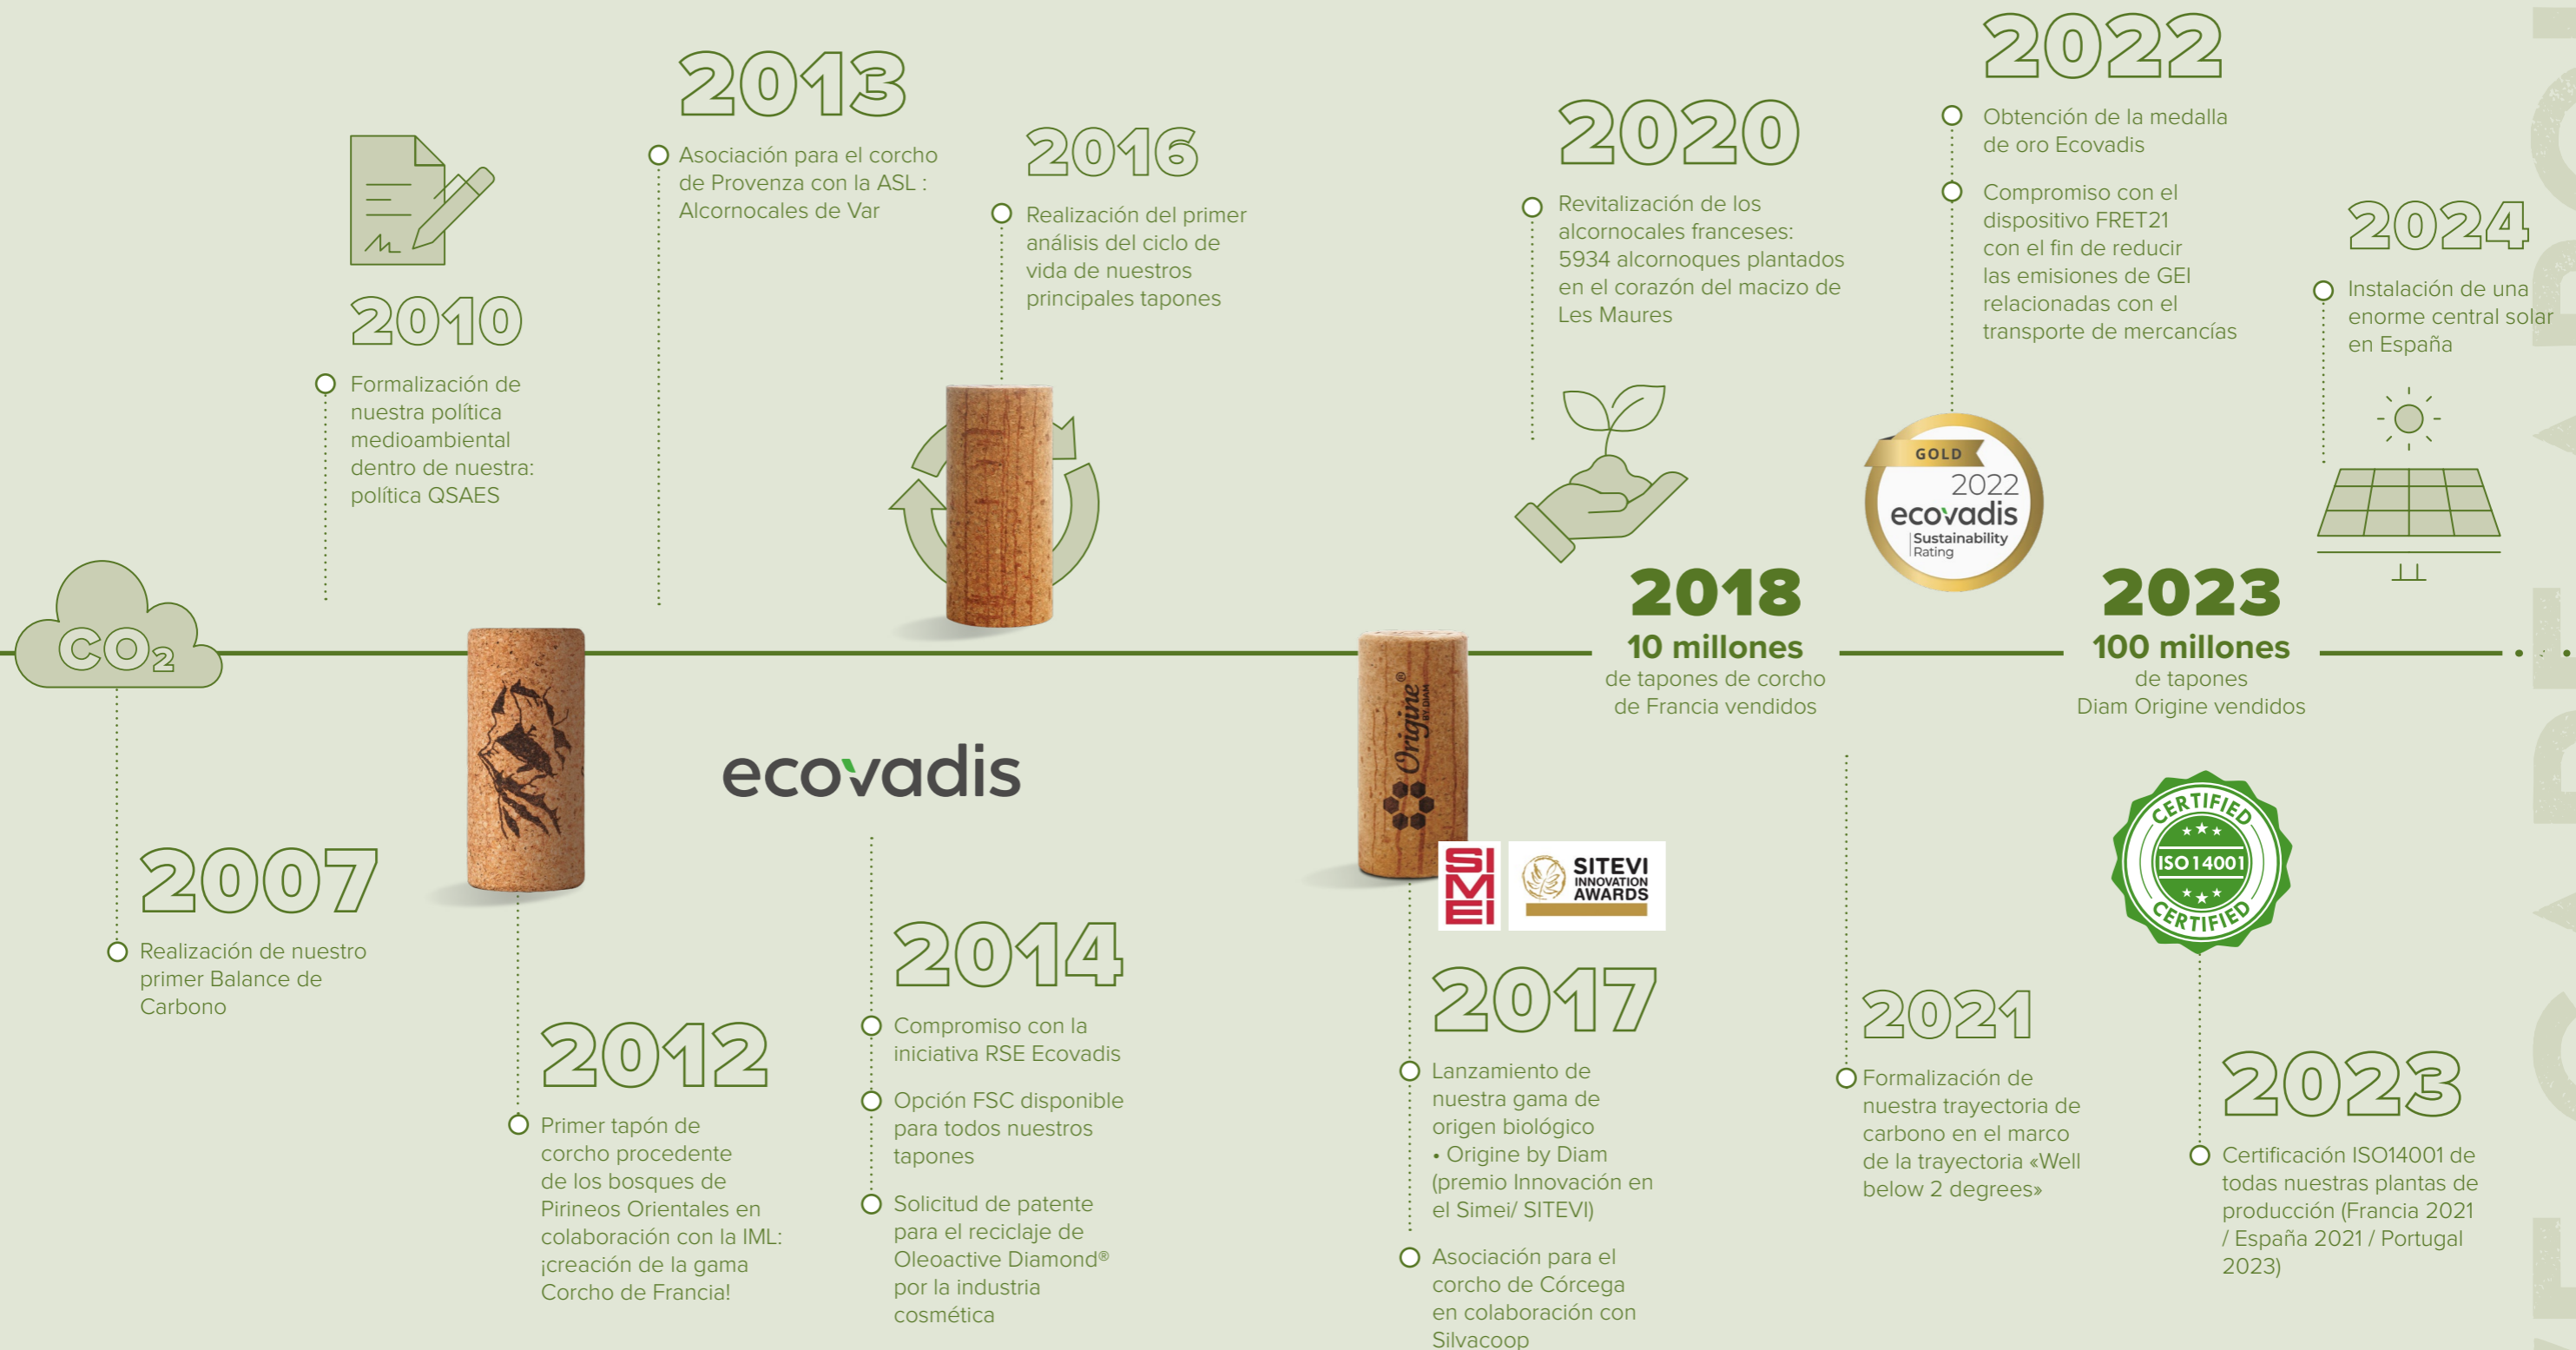 CO2
2007
Realización de nuestro
primer Balance de
Carbono
2010
Formalización de
nuestra política
medioambiental
dentro de nuestra:
política QSAES
2012
Primer tapón de
corcho procedente
de los bosques de
Pirineos Orientales en
colaboración con la IML:
¡creación de la gama
Corcho de Francia!
2013
Asociación para el corcho
de Provenza con la ASL :
Alcornocales de Var
ecovadis
2014
Compromiso con la
iniciativa RSE Ecovadis
Opción FSC disponible
para todos nuestros
tapones
Solicitud de patente
para el reciclaje de
Oleoactive Diamond®
por la industria
cosmética
2016
Realización del primer
análisis del ciclo de
vida de nuestros
principales tapones
Origine®
BY DIAM
SI
M
EI
SITEVI
INNOVATION
AWARDS
2017
Lanzamiento de
nuestra gama de
origen biológico
• Origine by Diam
(premio Innovación en
el Simei/ SITEVI)
Asociación para el
corcho de Córcega
en colaboración con
Silvacoop
2018
10 millones
de tapones de corcho
de Francia vendidos
2020
Revitalización de los
alcornocales franceses:
5934 alcornoques plantados
en el corazón del macizo de
Les Maures
2021
Formalización de
nuestra trayectoria de
carbono en el marco
de la trayectoria «Well
below 2 degrees»
2022
Obtención de la medalla
de oro Ecovadis
Compromiso con el
dispositivo FRET21
con el fin de reducir
las emisiones de GEI
relacionadas con el
transporte de mercancías
GOLD
2022
ecovadis
Sustainability
Rating
2023
100 millones
de tapones
Diam Origine vendidos
CERTIFIED
ISO 14001
CERTIFIED
2023
Certificación ISO14001 de
todas nuestras plantas de
producción (Francia 2021
/ España 2021 / Portugal
2023)
2024
Instalación de una
enorme central solar
en España